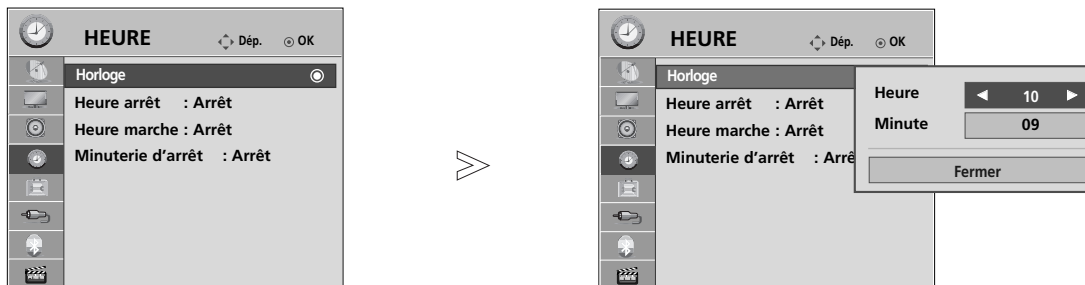 HEURE Dép. OK
Horloge
Heure arrêt : Arrêt
Heure marche : Arrêt
Minuterie d’arrêt : Arrêt
HEURE Dép. OK
Horloge
Heure arrêt : Arrêt
Heure marche : Arrêt
Minuterie d’arrêt : Arrê
Heure 10
Minute 09
Fermer